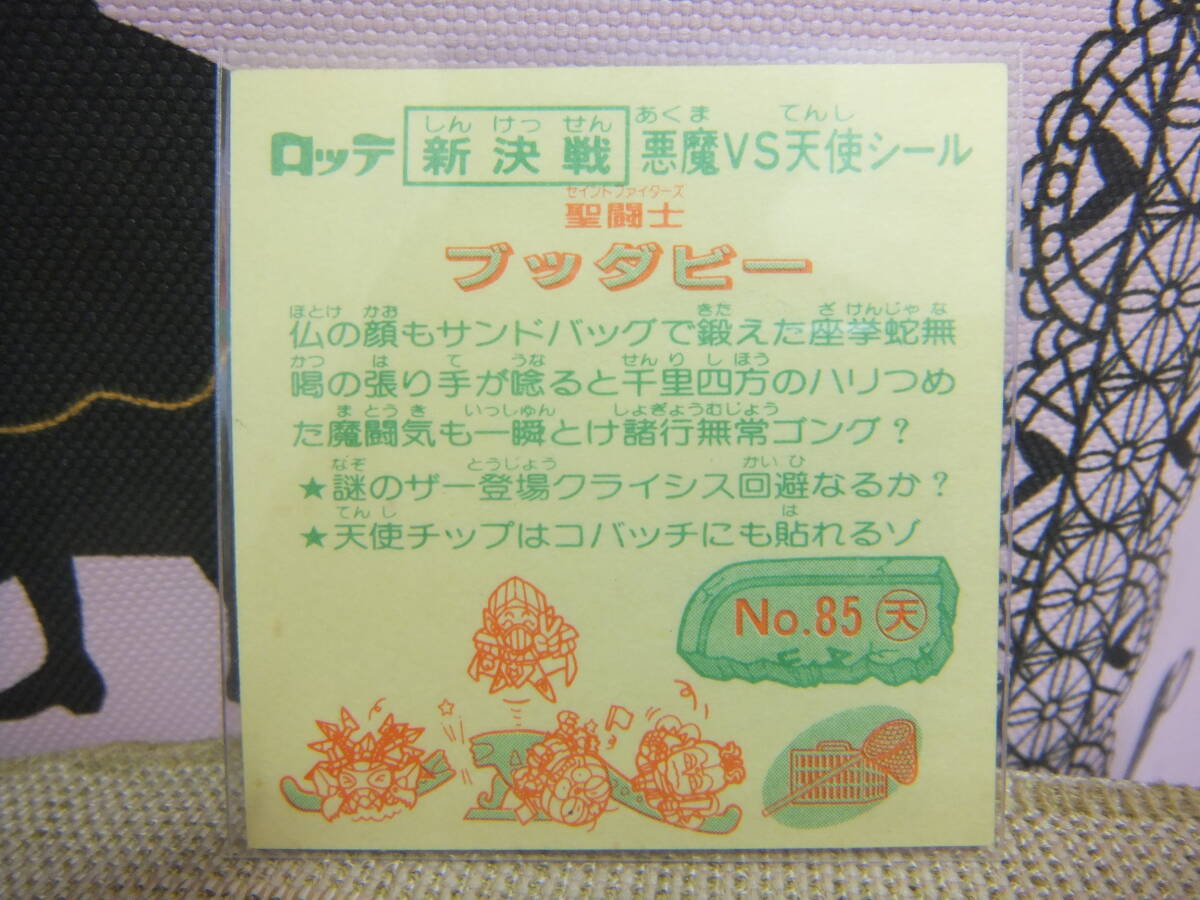 しん けっ せん あくま てんし
ロッテ 新決戦 悪魔VS天使シール
セイントファイターズ
聖闘士
ブッダビー
ほとけ かお きた ざ けんじゃ な
仏の顔もサンドバッグで鍛えた座拳蛇無
かつ は て うな せん り し ほう
喝の張り手が唸ると千里四方のハリつめ
ま とう き いっしゅん しょぎょうむじょう
た魔闘気も一瞬とけ諸行無常ゴング？
なぞ とうじょう かい ひ
★謎のザー登場クライシス回避なるか？
てん し は
★天使チップはコバッチにも貼れるゾ
No.85 天